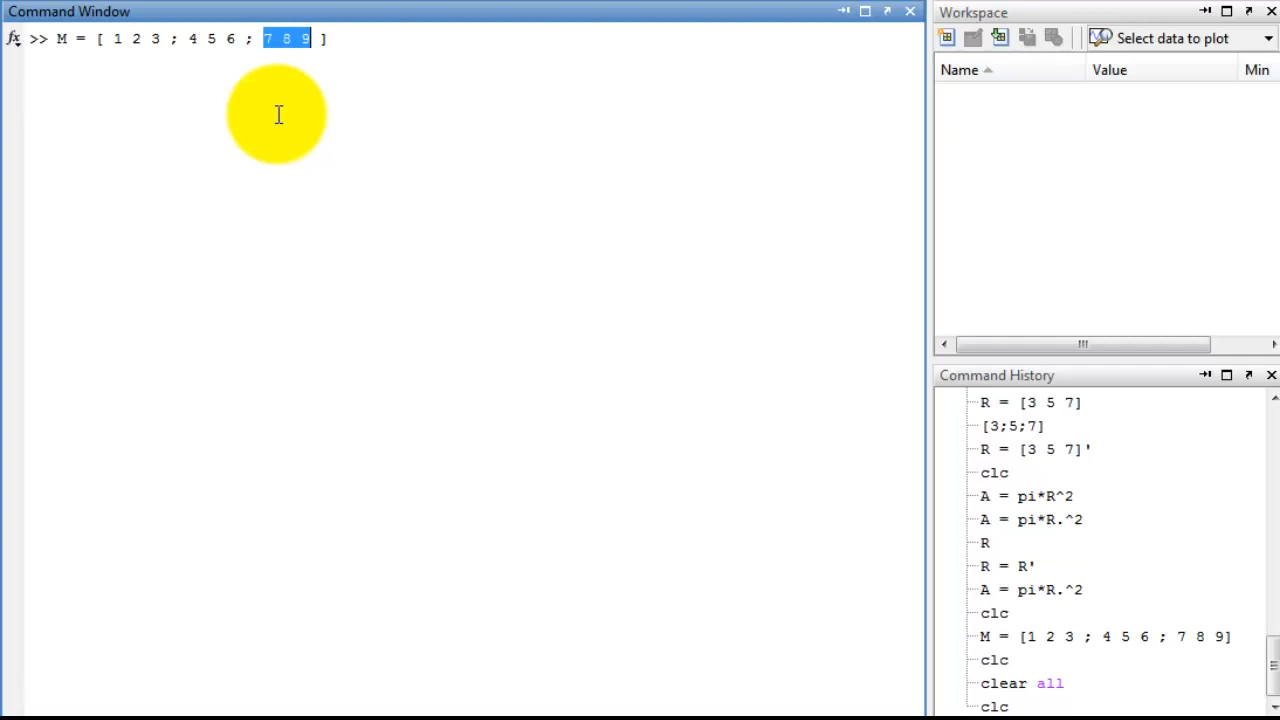 Command Window
fx >> M = [ 1 2 3 ; 4 5 6 ; 7 8 9 ]
Workspace
Select data to plot
Name Value Min
Command History
R = [3 5 7]
[3;5;7]
R = [3 5 7]'
clc
A = pi*R^2
A = pi*R.^2
R
R = R'
A = pi*R.^2
clc
M = [1 2 3 ; 4 5 6 ; 7 8 9]
clc
clear all
clc